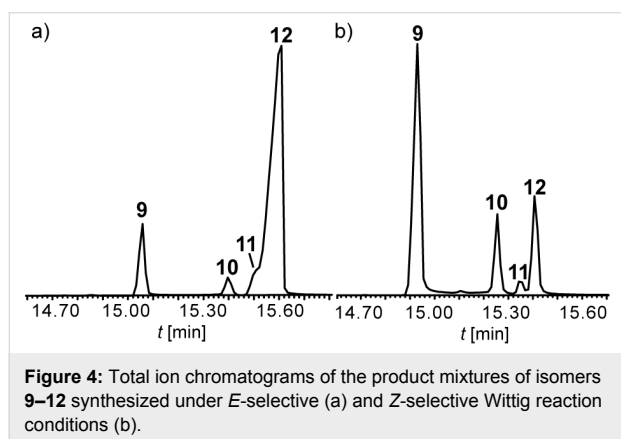 a)
12
9
10
11
14.70 15.00 15.30 15.60
t [min]
b)
9
10
11
12
14.70 15.00 15.30 15.60
t [min]
Figure 4: Total ion chromatograms of the product mixtures of isomers
9–12 synthesized under E-selective (a) and Z-selective Wittig reaction
conditions (b).